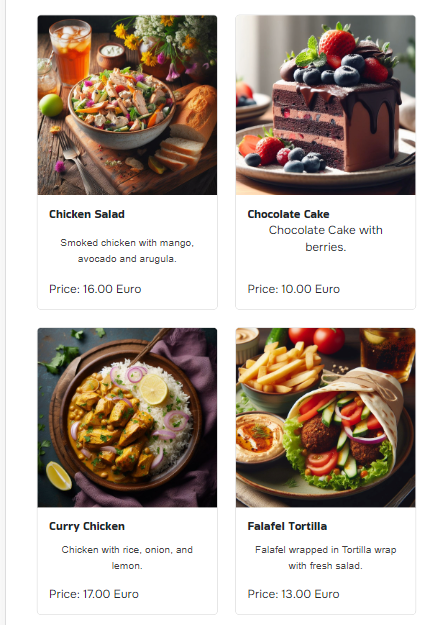 Chicken Salad
Smoked chicken with mango,
avocado and arugula.
Price: 16.00 Euro
Chocolate Cake
Chocolate Cake with
berries.
Price: 10.00 Euro
Curry Chicken
Chicken with rice, onion, and
lemon.
Price: 17.00 Euro
Falafel Tortilla
Falafel wrapped in Tortilla wrap
with fresh salad.
Price: 13.00 Euro